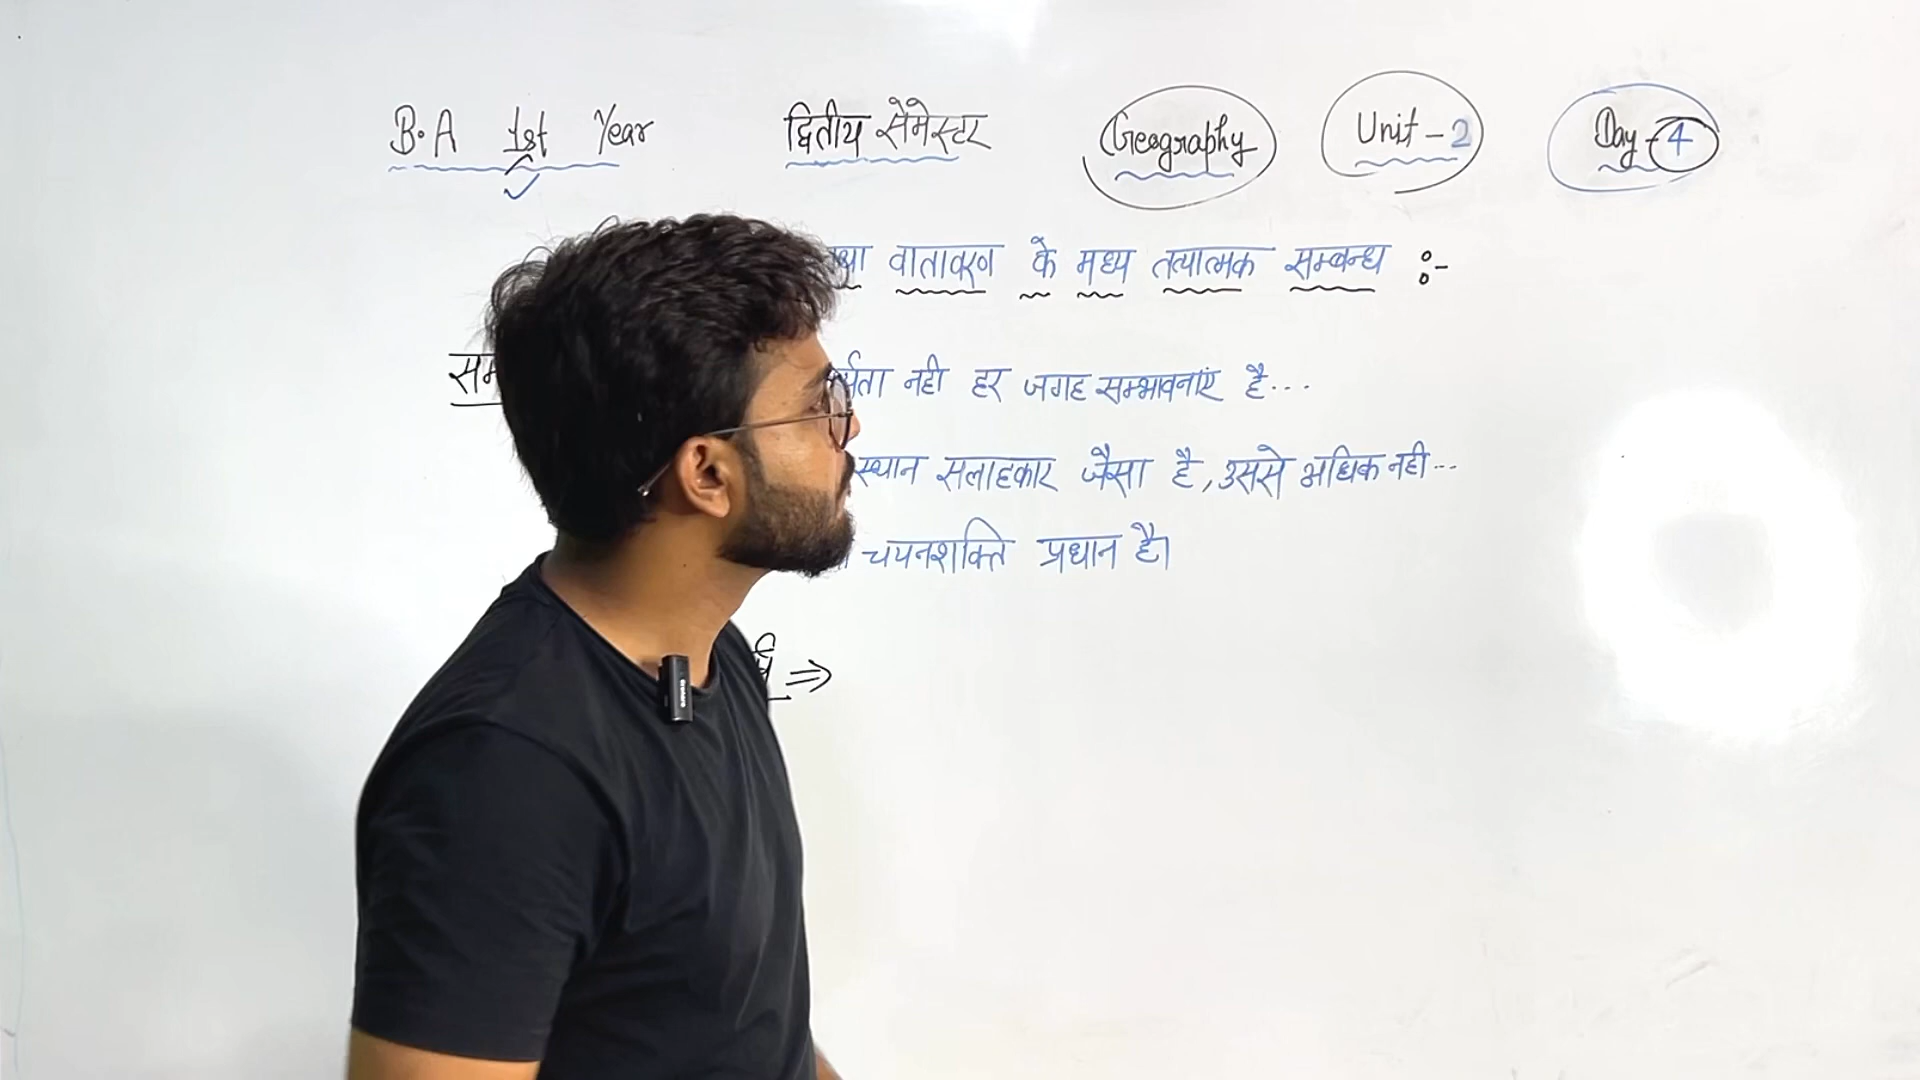 B.A 1st Year द्वितीय सेमेस्टर Geography Unit-2 Day-4
वातावरण के मध्य तत्यात्मक सम्बन्ध :-
नही हर जगह सम्भावनाएं है...
स्थान सलाहकार जैसा है, उससे अधिक नही...
चयनशक्ति प्रधान है।
⇒